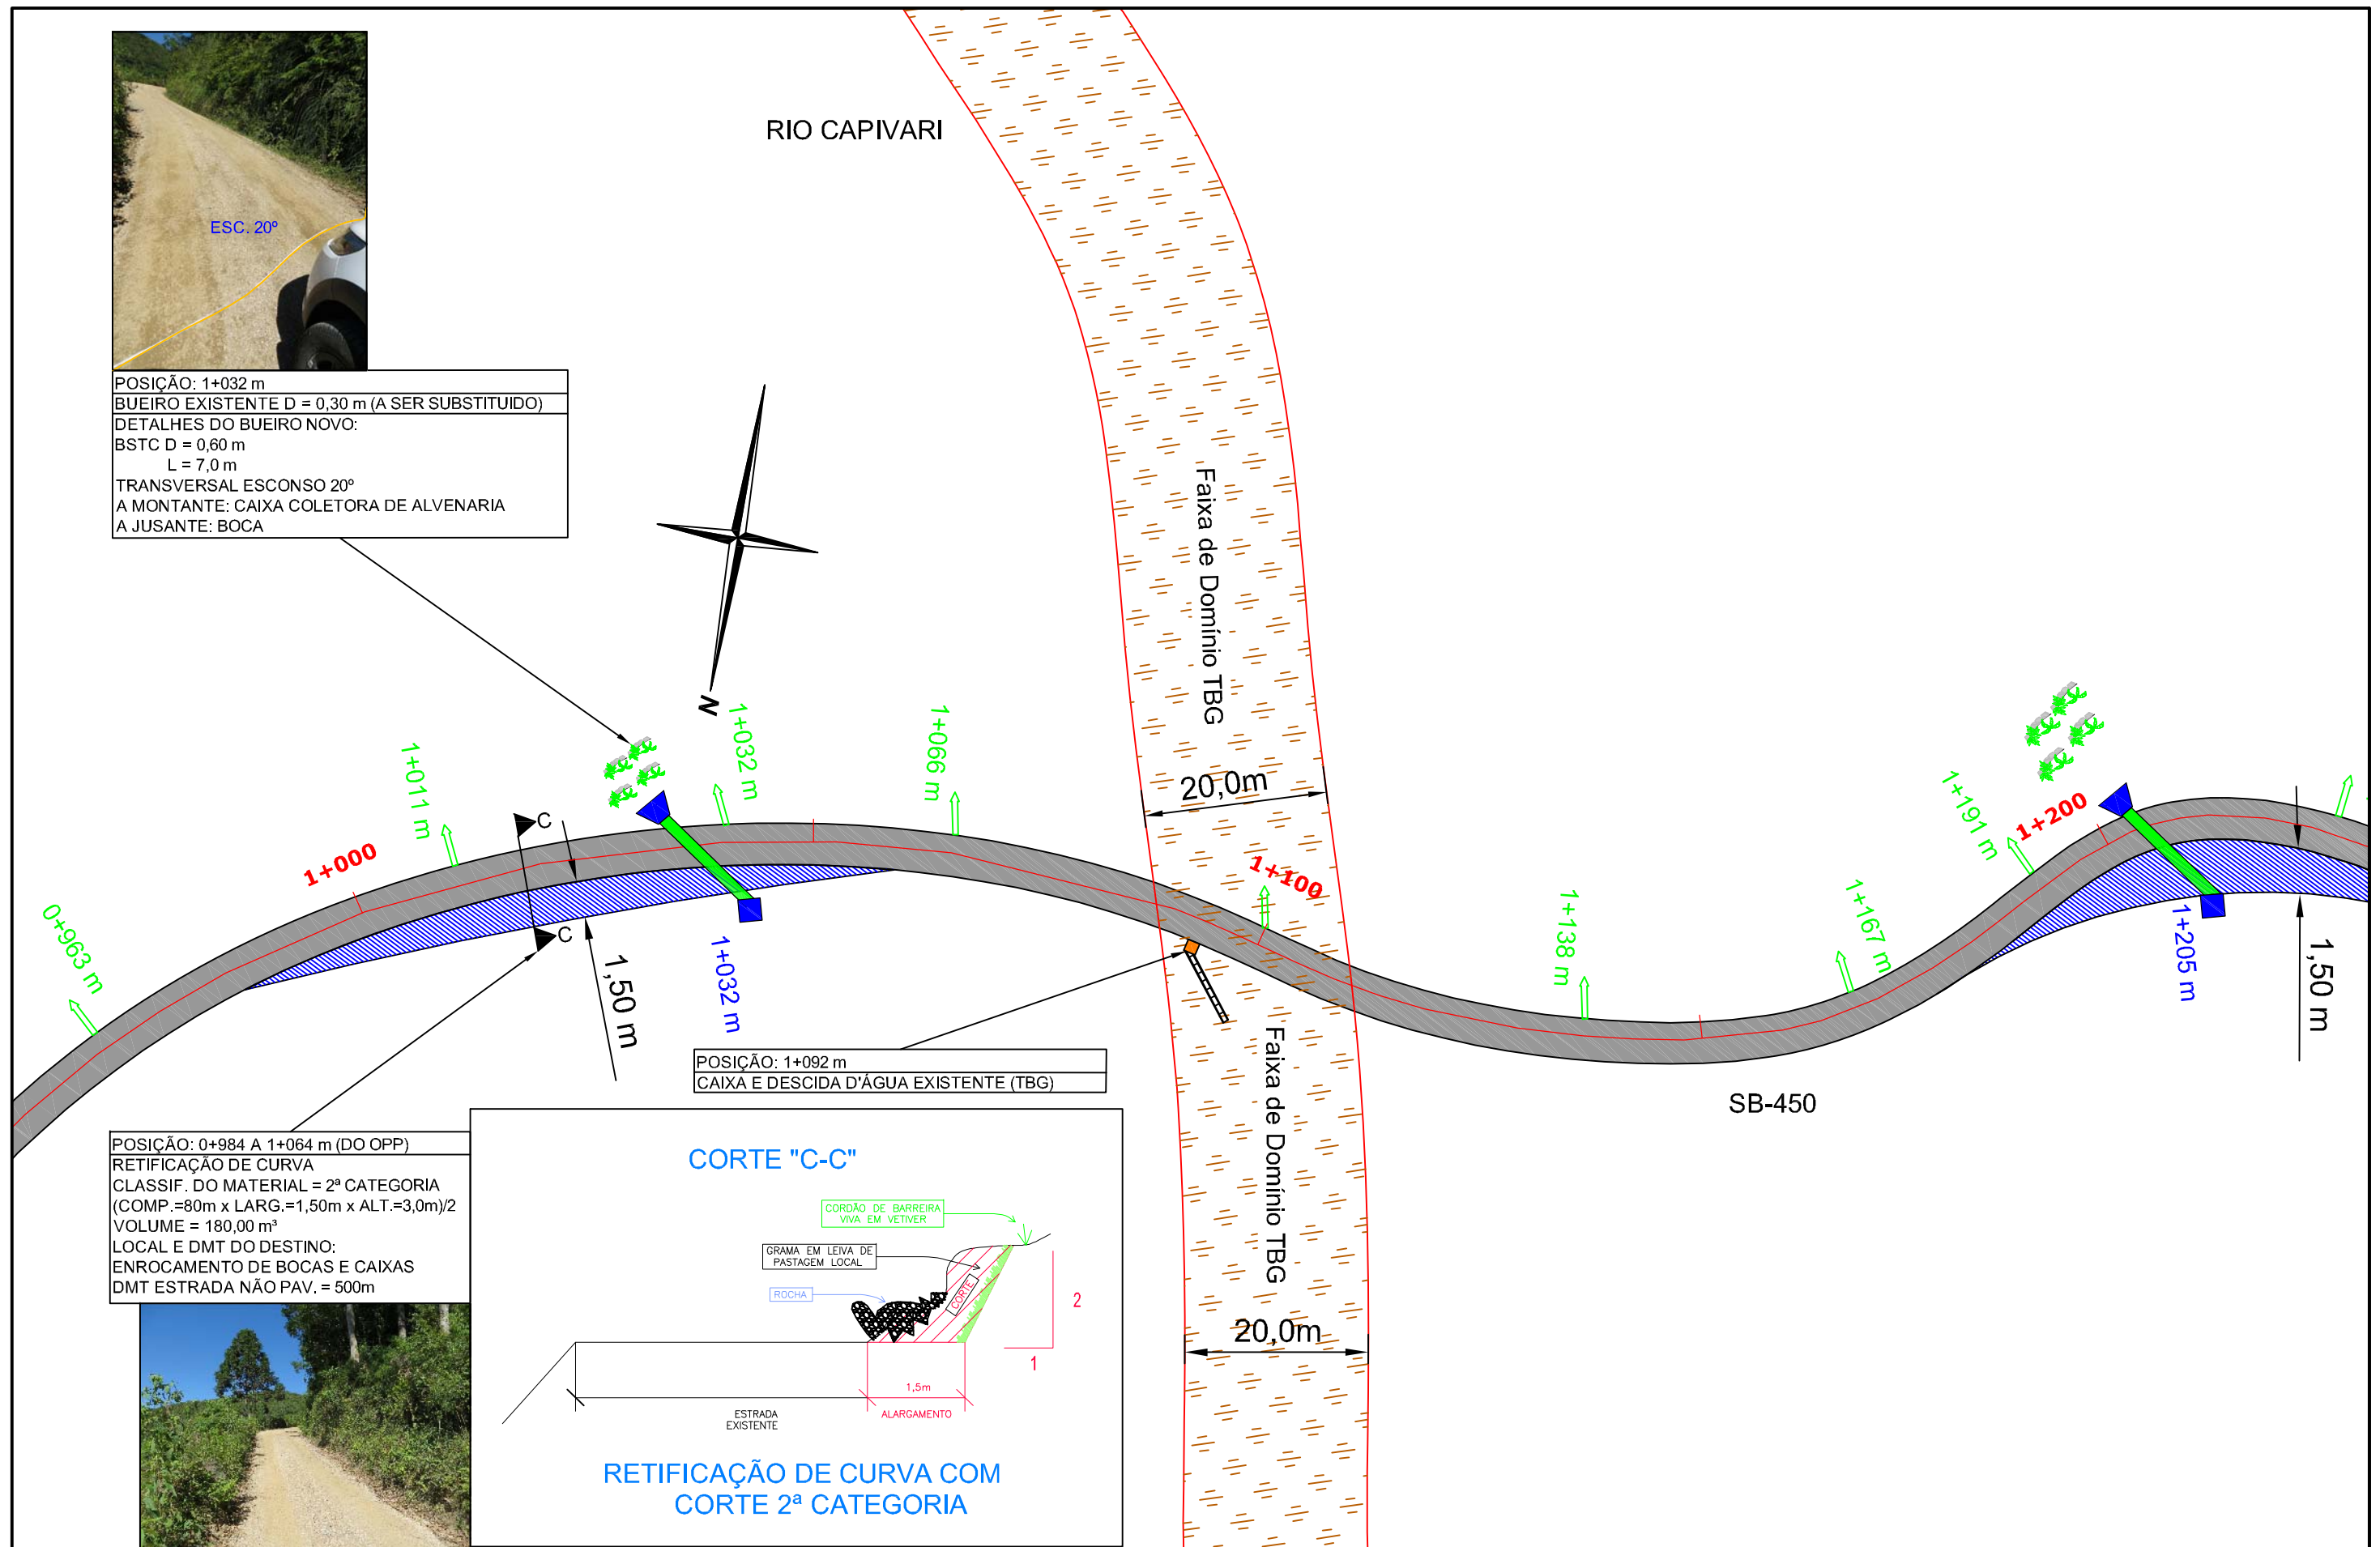 RIO CAPIVARI
ESC. 20º
POSIÇÃO: 1+032 m
BUEIRO EXISTENTE D = 0,30 m (A SER SUBSTITUIDO)
DETALHES DO BUEIRO NOVO:
BSTC D = 0,60 m
L = 7,0 m
TRANSVERSAL ESCONSO 20º
A MONTANTE: CAIXA COLETORA DE ALVENARIA
A JUSANTE: BOCA
N
Faixa de Domínio TBG
20,0m
0+963 m
1+000
1+011 m
C
C
1,50 m
1+032 m
1+032 m
1+066 m
1+100
1+138 m
1+167 m
1+191 m
1+200
1+205 m
1,50 m
SB-450
POSIÇÃO: 1+092 m
CAIXA E DESCIDA D'ÁGUA EXISTENTE (TBG)
Faixa de Domínio TBG
20,0m
POSIÇÃO: 0+984 A 1+064 m (DO OPP)
RETIFICAÇÃO DE CURVA
CLASSIF. DO MATERIAL = 2ª CATEGORIA
(COMP.=80m x LARG.=1,50m x ALT.=3,0m)/2
VOLUME = 180,00 m³
LOCAL E DMT DO DESTINO:
ENROCAMENTO DE BOCAS E CAIXAS
DMT ESTRADA NÃO PAV. = 500m
CORTE "C-C"
CORDÃO DE BARREIRA
VIVA EM VETIVER
GRAMA EM LEIVA DE
PASTAGEM LOCAL
ROCHA
CORTE
2
1
1,5m
ESTRADA
EXISTENTE
ALARGAMENTO
RETIFICAÇÃO DE CURVA COM
CORTE 2ª CATEGORIA